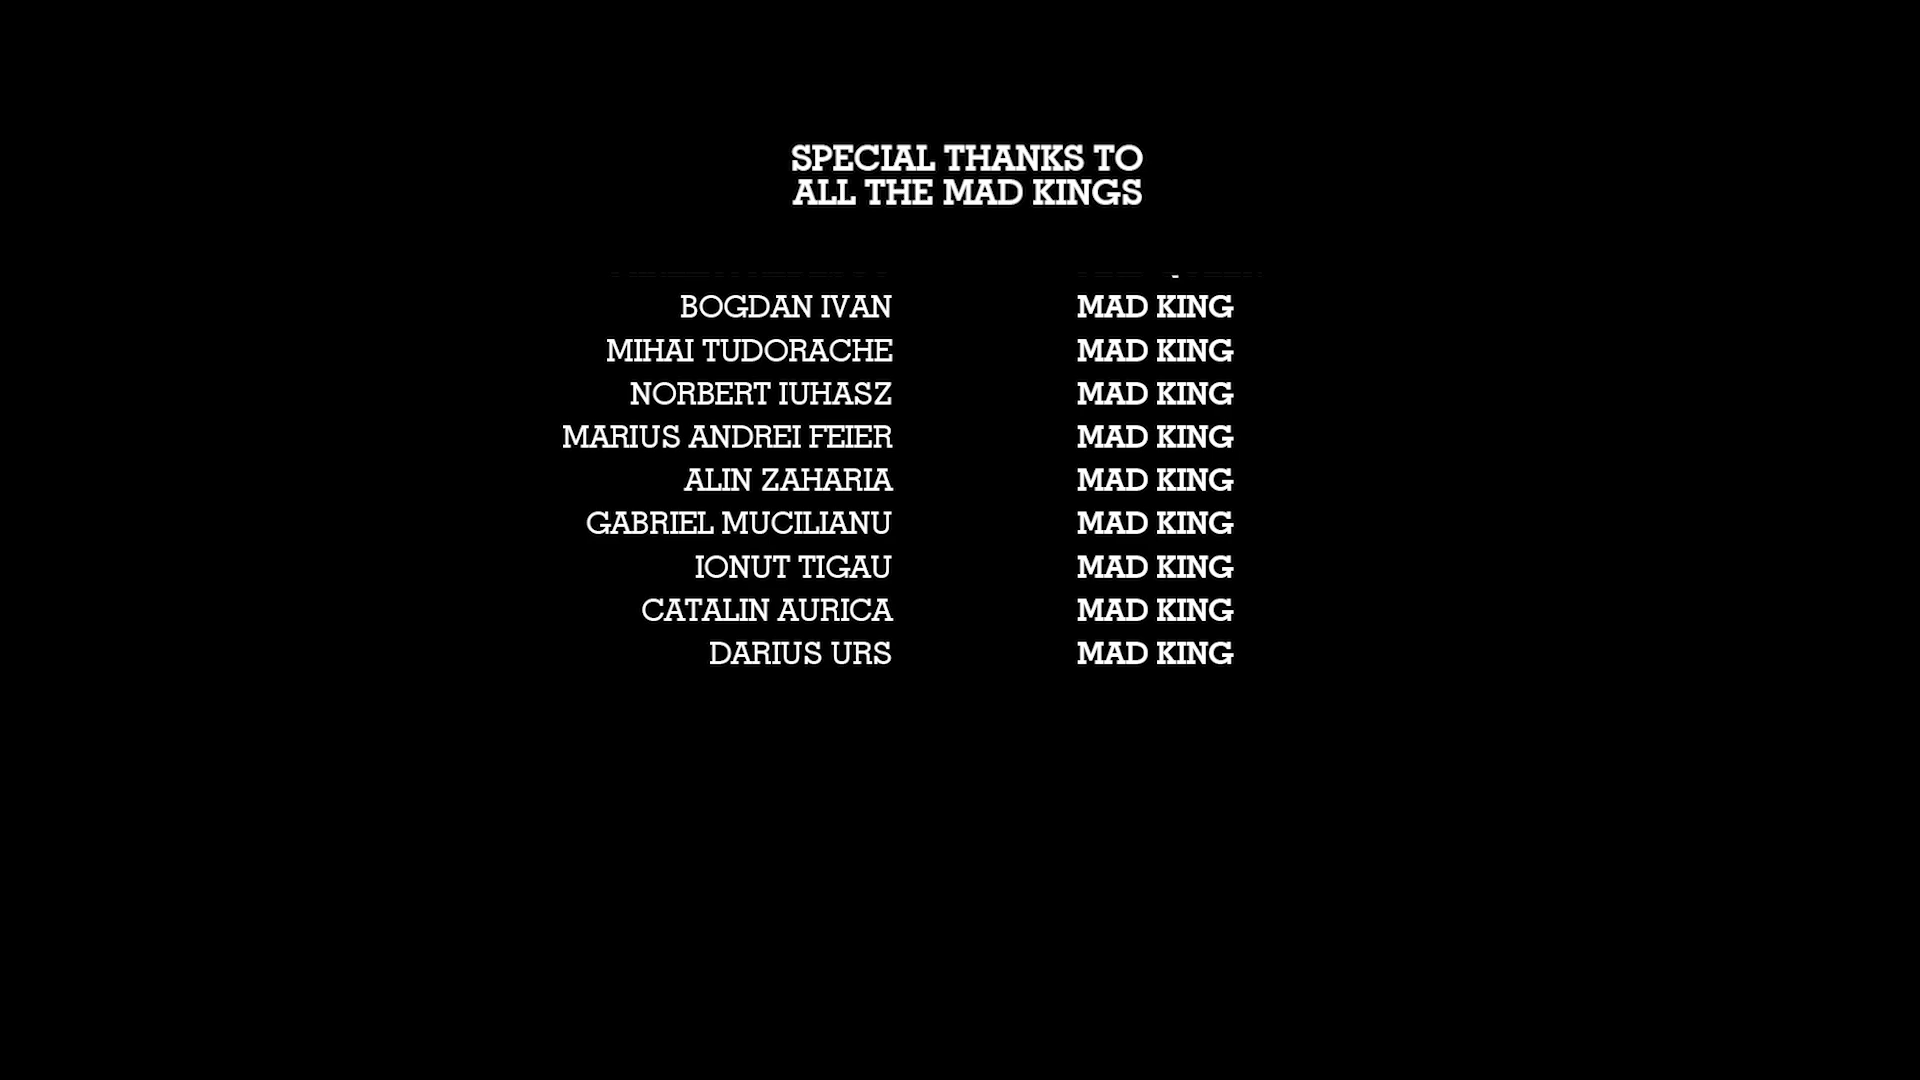 SPECIAL THANKS TO
ALL THE MAD KINGS
BOGDAN IVAN MAD KING
MIHAI TUDORACHE MAD KING
NORBERT IUHASZ MAD KING
MARIUS ANDREI FEIER MAD KING
ALIN ZAHARIA MAD KING
GABRIEL MUCILIANU MAD KING
IONUT TIGAU MAD KING
CATALIN AURICA MAD KING
DARIUS URS MAD KING